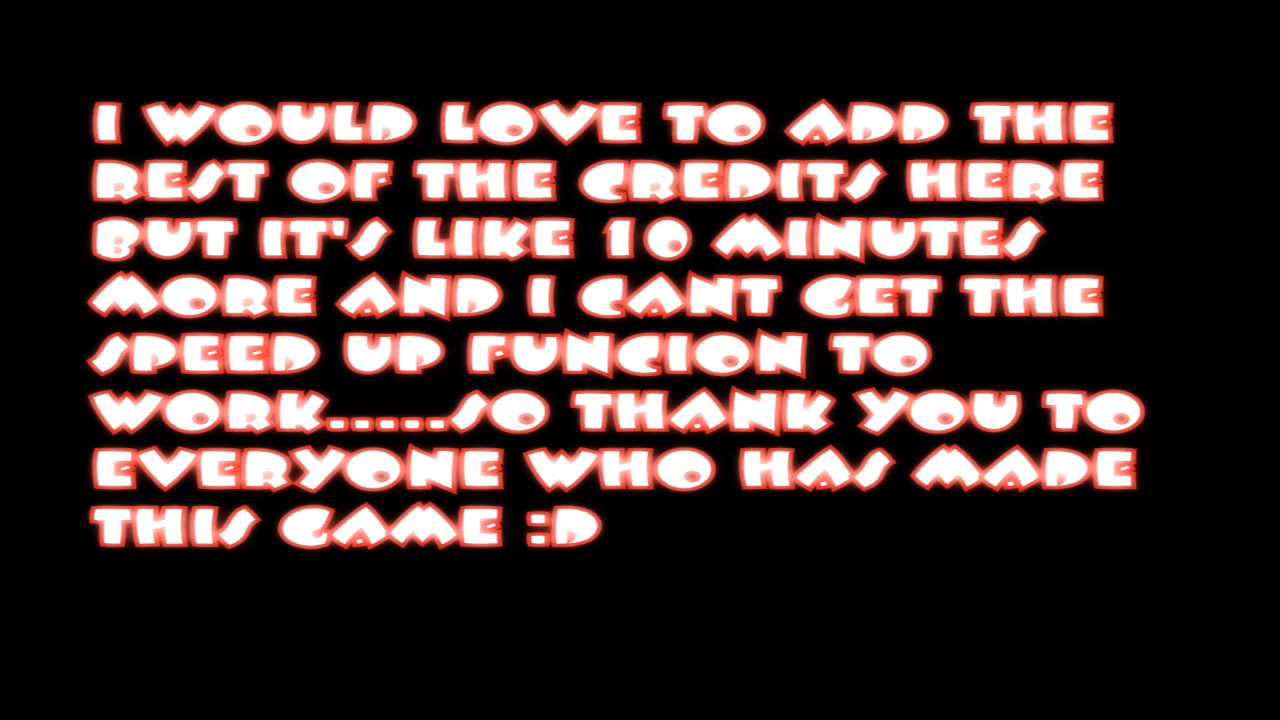 I WOULD LOVE TO ADD THE
REST OF THE CREDITS HERE
BUT IT'S LIKE 10 MINUTES
MORE AND I CANT GET THE
SPEED UP FUNCION TO
WORK.....SO THANK YOU TO
EVERYONE WHO HAS MADE
THIS GAME :D